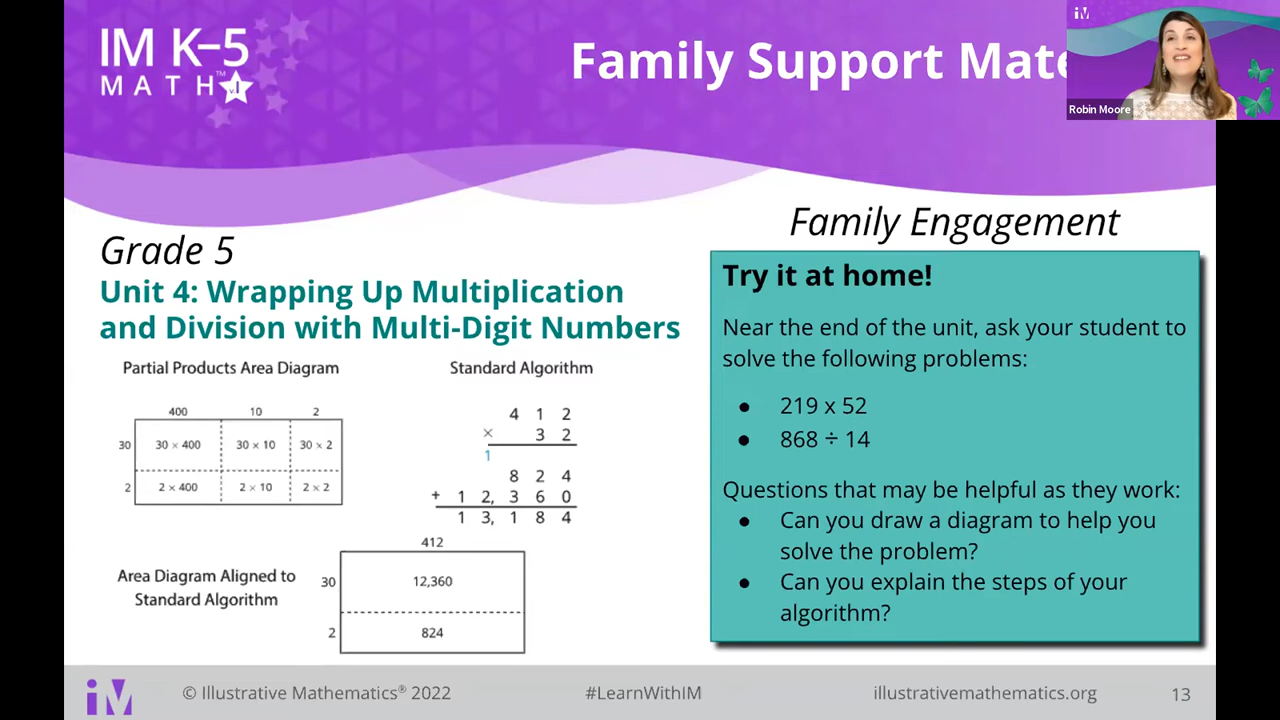 IM K–5
MATH™
Family Support Mate
iM
Robin Moore
Grade 5
Unit 4: Wrapping Up Multiplication
and Division with Multi-Digit Numbers
Partial Products Area Diagram
400 10 2
30 30 × 400 30 × 10 30 × 2
2 2 × 400 2 × 10 2 × 2
Standard Algorithm
4 1 2
× 3 2
1
8 2 4
+ 1 2, 3 6 0
1 3, 1 8 4
Area Diagram Aligned to
Standard Algorithm
412
30 12,360
2 824
Family Engagement
Try it at home!
Near the end of the unit, ask your student to
solve the following problems:
● 219 x 52
● 868 ÷ 14
Questions that may be helpful as they work:
● Can you draw a diagram to help you
solve the problem?
● Can you explain the steps of your
algorithm?
iM
© Illustrative Mathematics® 2022
#LearnWithIM
illustrativemathematics.org
13